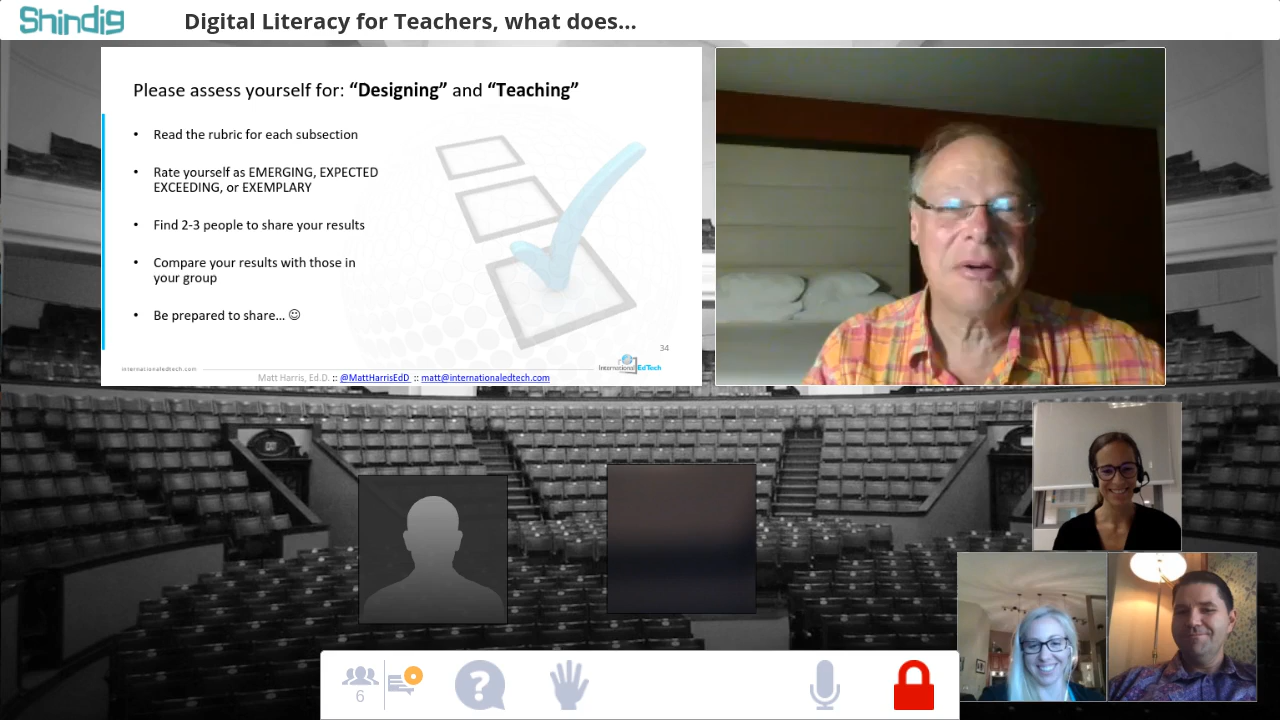 Shindig
Digital Literacy for Teachers, what does...
Please assess yourself for: “Designing” and “Teaching”
• Read the rubric for each subsection
• Rate yourself as EMERGING, EXPECTED
EXCEEDING, or EXEMPLARY
• Find 2-3 people to share your results
• Compare your results with those in
your group
• Be prepared to share... ☺
34
internationaledtech.com
International EdTech
Matt Harris, Ed.D. :: @MattHarrisEdD :: matt@internationaledtech.com
6
?